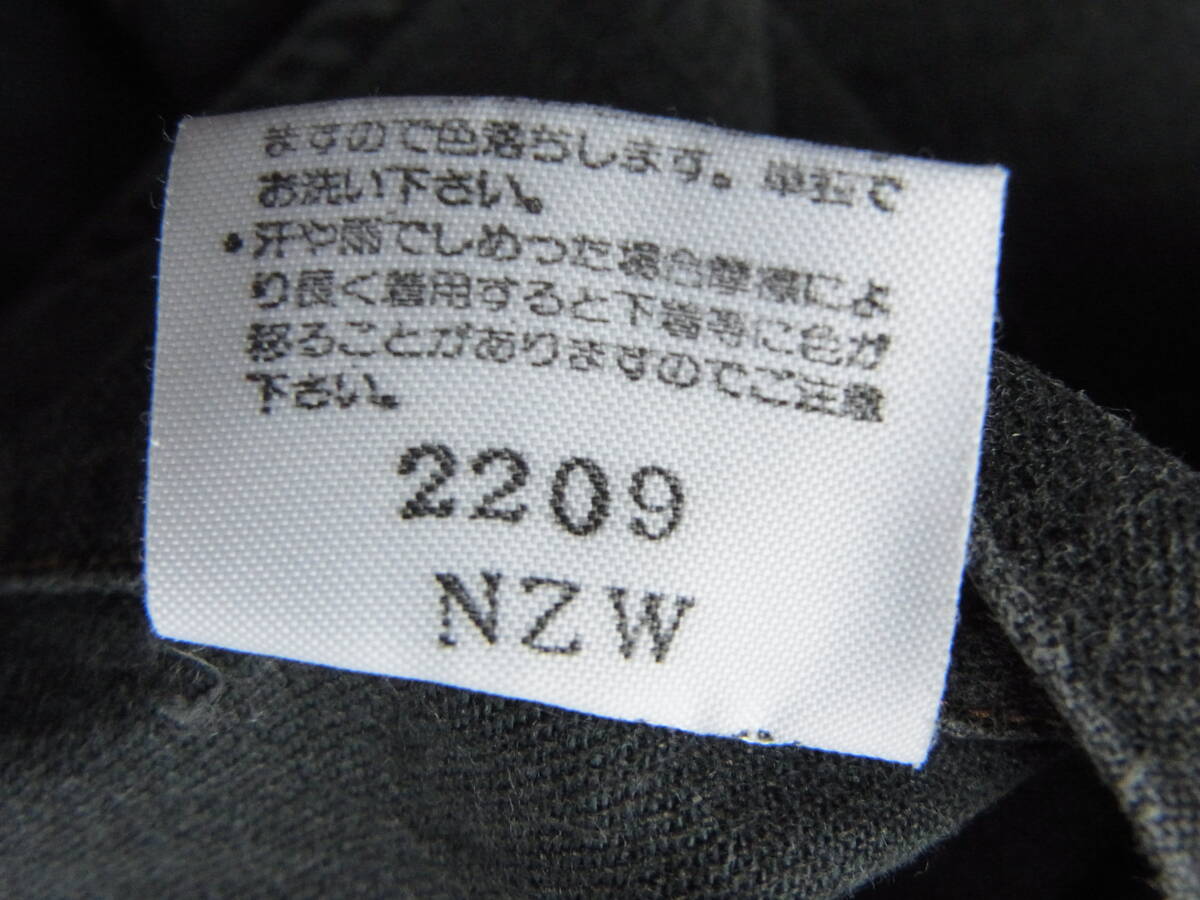 ますので色落ちします。単独で
お洗い下さい。
•汗や雨でしめった場合摩擦によ
り長く着用すると下着等に色が
移ることがありますのでご注意
下さい。
2209
NZW